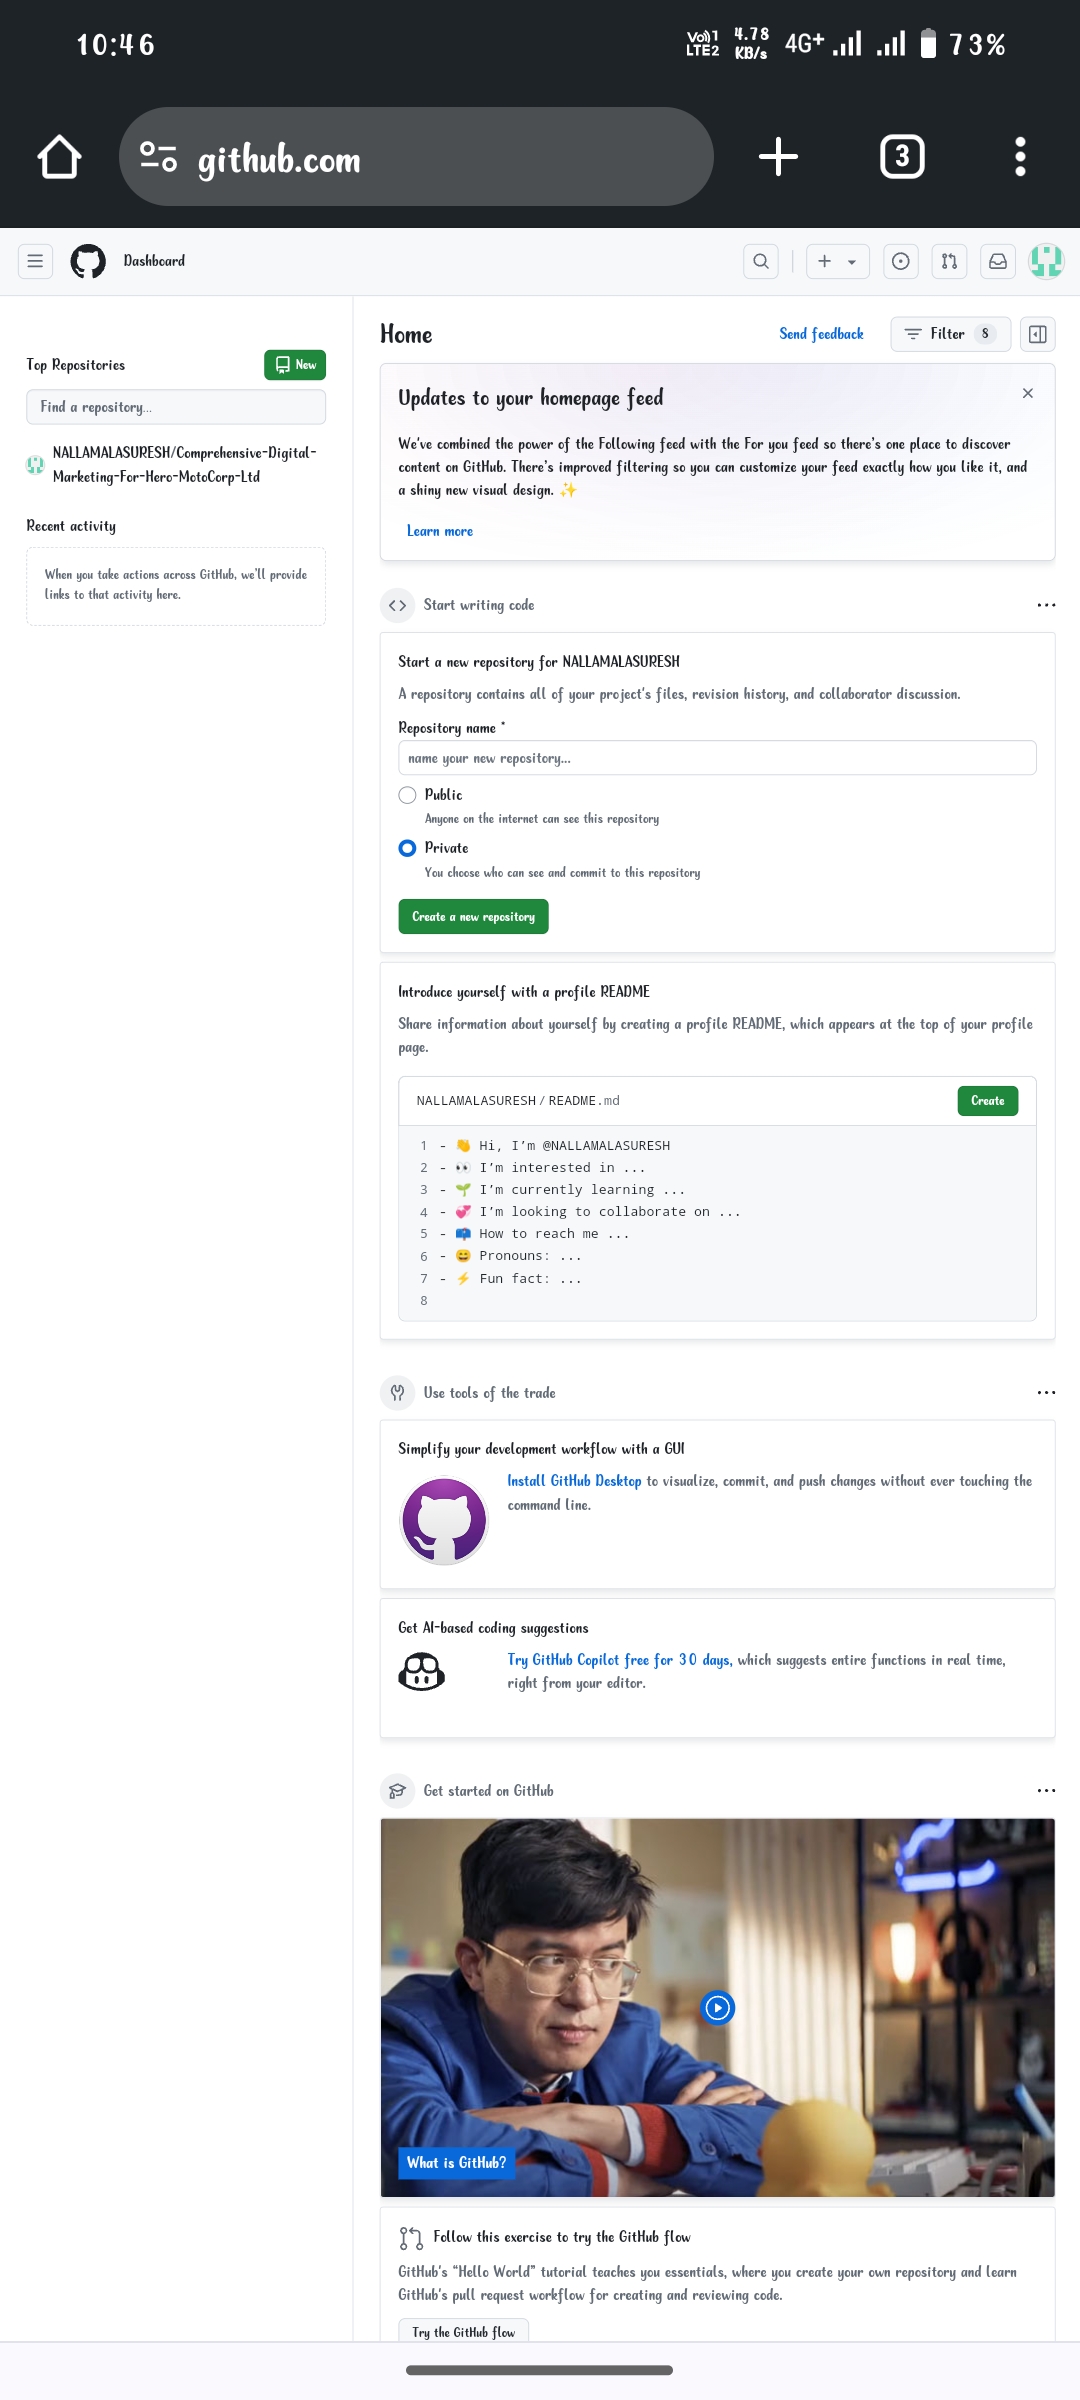 10:46
Vo)) 1
LTE2
4.78
KB/s
4G+
73%
github.com
3
Dashboard
Top Repositories
New
Find a repository...
NALLAMALASURESH/Comprehensive-Digital-
Marketing-For-Hero-MotoCorp-Ltd
Recent activity
When you take actions across GitHub, we'll provide
links to that activity here.
Home
Send feedback
Filter 8
Updates to your homepage feed
We've combined the power of the Following feed with the For you feed so there's one place to discover
content on GitHub. There's improved filtering so you can customize your feed exactly how you like it, and
a shiny new visual design. ✨
Learn more
Start writing code
Start a new repository for NALLAMALASURESH
A repository contains all of your project's files, revision history, and collaborator discussion.
Repository name *
name your new repository...
Public
Anyone on the internet can see this repository
Private
You choose who can see and commit to this repository
Create a new repository
Introduce yourself with a profile README
Share information about yourself by creating a profile README, which appears at the top of your profile
page.
NALLAMALASURESH / README.md
Create
1 - 👋 Hi, I'm @NALLAMALASURESH
2 - 👀 I'm interested in ...
3 - 🌱 I'm currently learning ...
4 - 💞️ I'm looking to collaborate on ...
5 - 📫 How to reach me ...
6 - 😄 Pronouns: ...
7 - ⚡ Fun fact: ...
8
Use tools of the trade
Simplify your development workflow with a GUI
Install GitHub Desktop to visualize, commit, and push changes without ever touching the
command line.
Get AI-based coding suggestions
Try GitHub Copilot free for 30 days, which suggests entire functions in real time,
right from your editor.
Get started on GitHub
What is GitHub?
Follow this exercise to try the GitHub flow
GitHub's “Hello World” tutorial teaches you essentials, where you create your own repository and learn
GitHub's pull request workflow for creating and reviewing code.
Try the GitHub flow